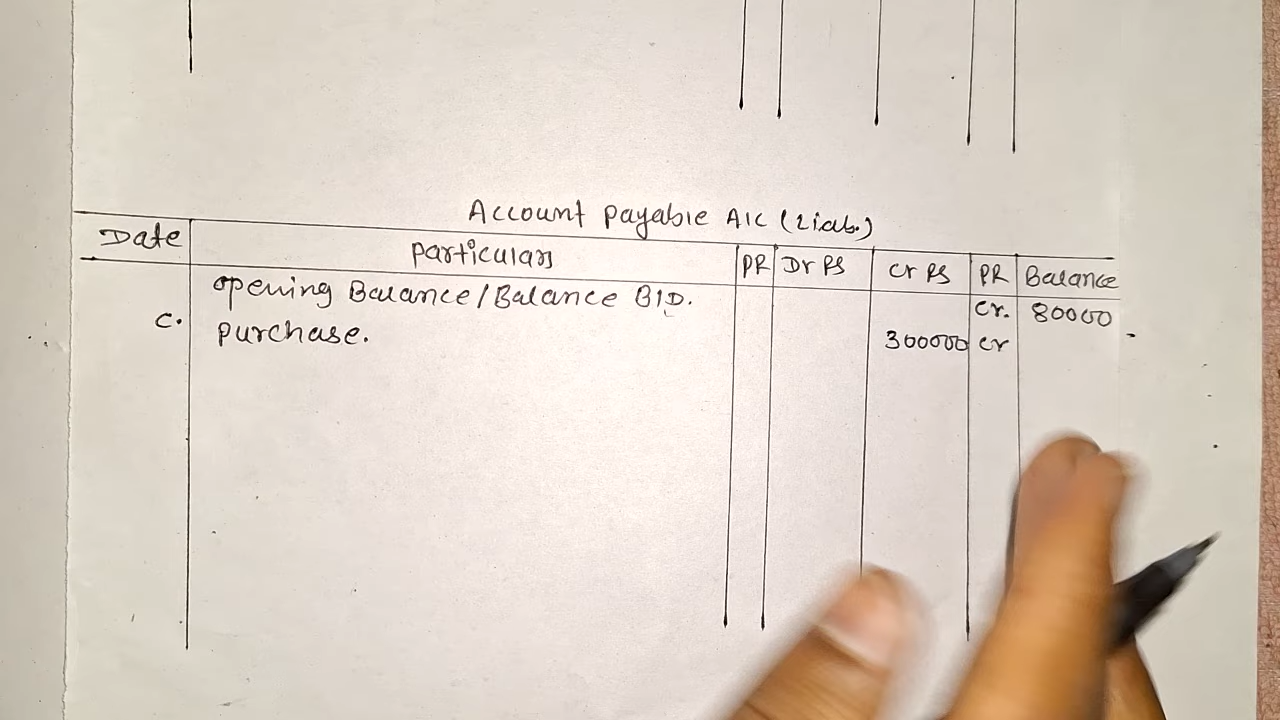 Account payable A/C (Liab.)
Date particulars PR Dr RS Cr RS PR Balance
opening Balance/Balance B/D. Cr. 80000
c. purchase. 300000 cr